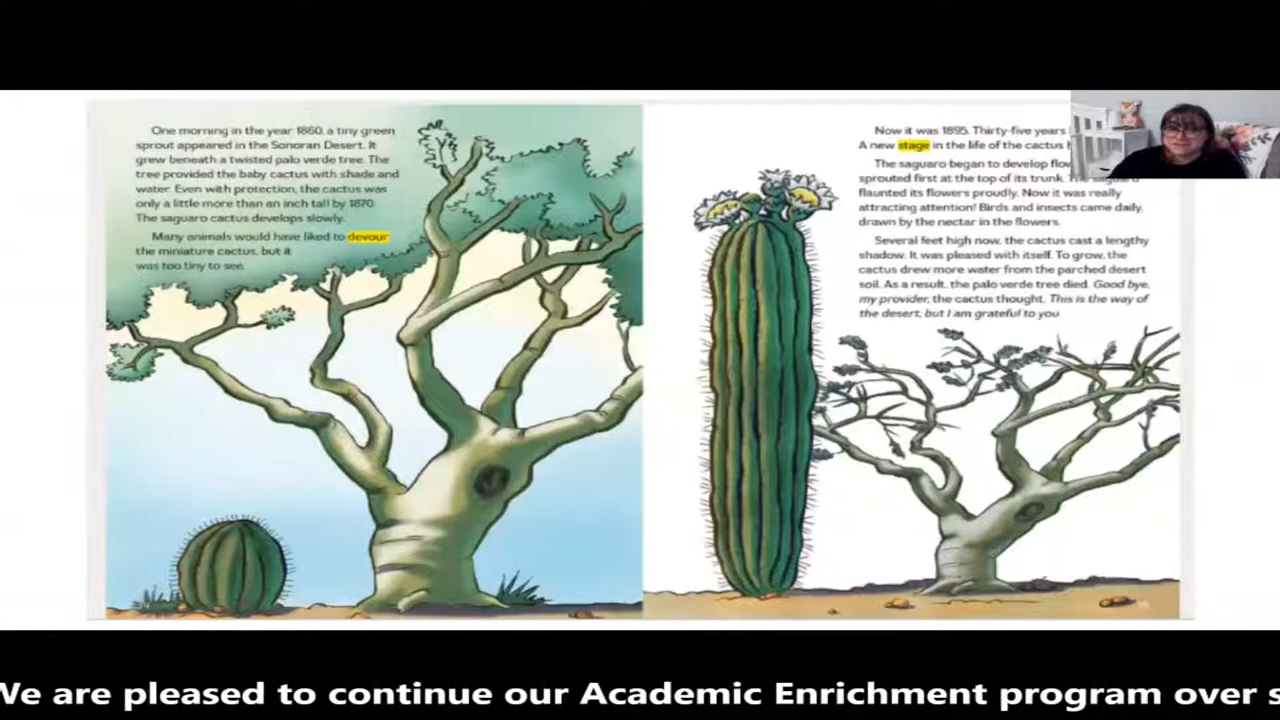 One morning in the year 1860, a tiny green
sprout appeared in the Sonoran Desert. It
grew beneath a twisted palo verde tree. The
tree provided the baby cactus with shade and
water. Even with protection, the cactus was
only a little more than an inch tall by 1870.
The saguaro cactus develops slowly.
Many animals would have liked to devour
the miniature cactus, but it
was too tiny to see.
Now it was 1895. Thirty-five years
A new stage in the life of the cactus
The saguaro began to develop
sprouted first at the top of its trunk.
flaunted its flowers proudly. Now it was really
attracting attention! Birds and insects came daily,
drawn by the nectar in the flowers.
Several feet high now, the cactus cast a lengthy
shadow. It was pleased with itself. To grow, the
cactus drew more water from the parched desert
soil. As a result, the palo verde tree died. Good bye,
my provider, the cactus thought. This is the way of
the desert, but I am grateful to you.
We are pleased to continue our Academic Enrichment program over s